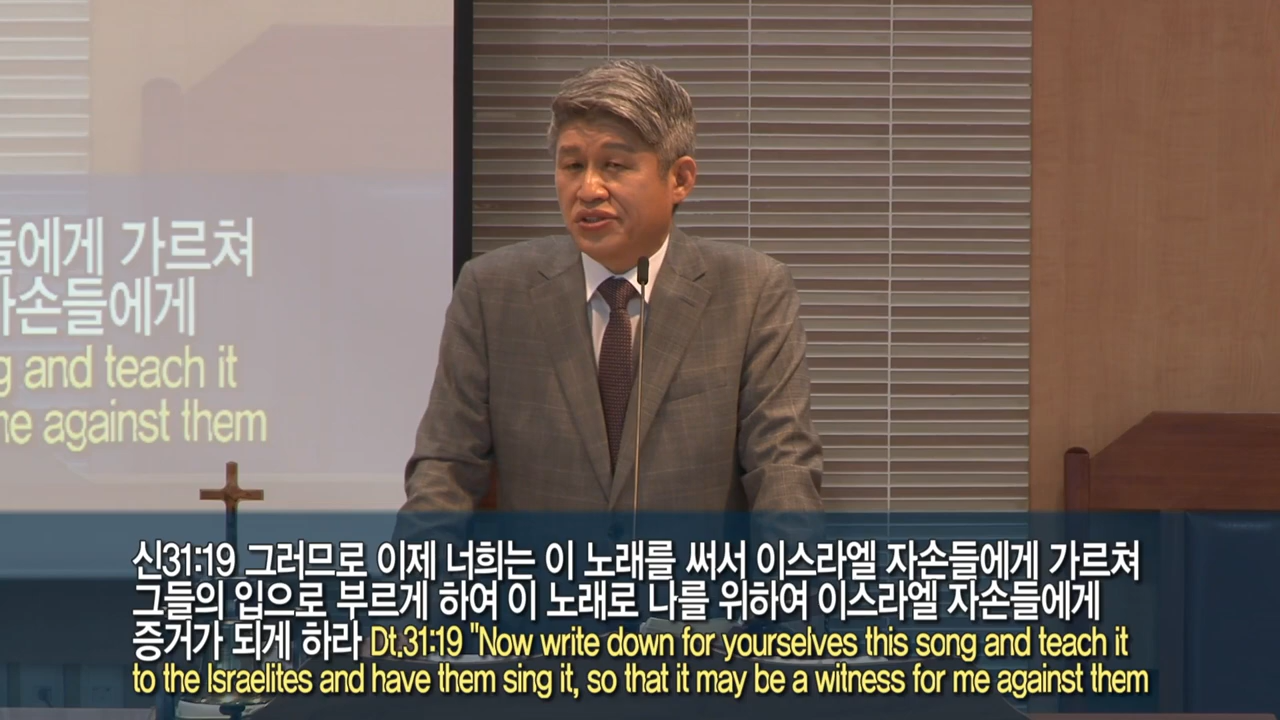 들에게 가르쳐
자손들에게
g and teach it
me against them
신31:19 그러므로 이제 너희는 이 노래를 써서 이스라엘 자손들에게 가르쳐
그들의 입으로 부르게 하여 이 노래로 나를 위하여 이스라엘 자손들에게
증거가 되게 하라 Dt.31:19 "Now write down for yourselves this song and teach it
to the Israelites and have them sing it, so that it may be a witness for me against them